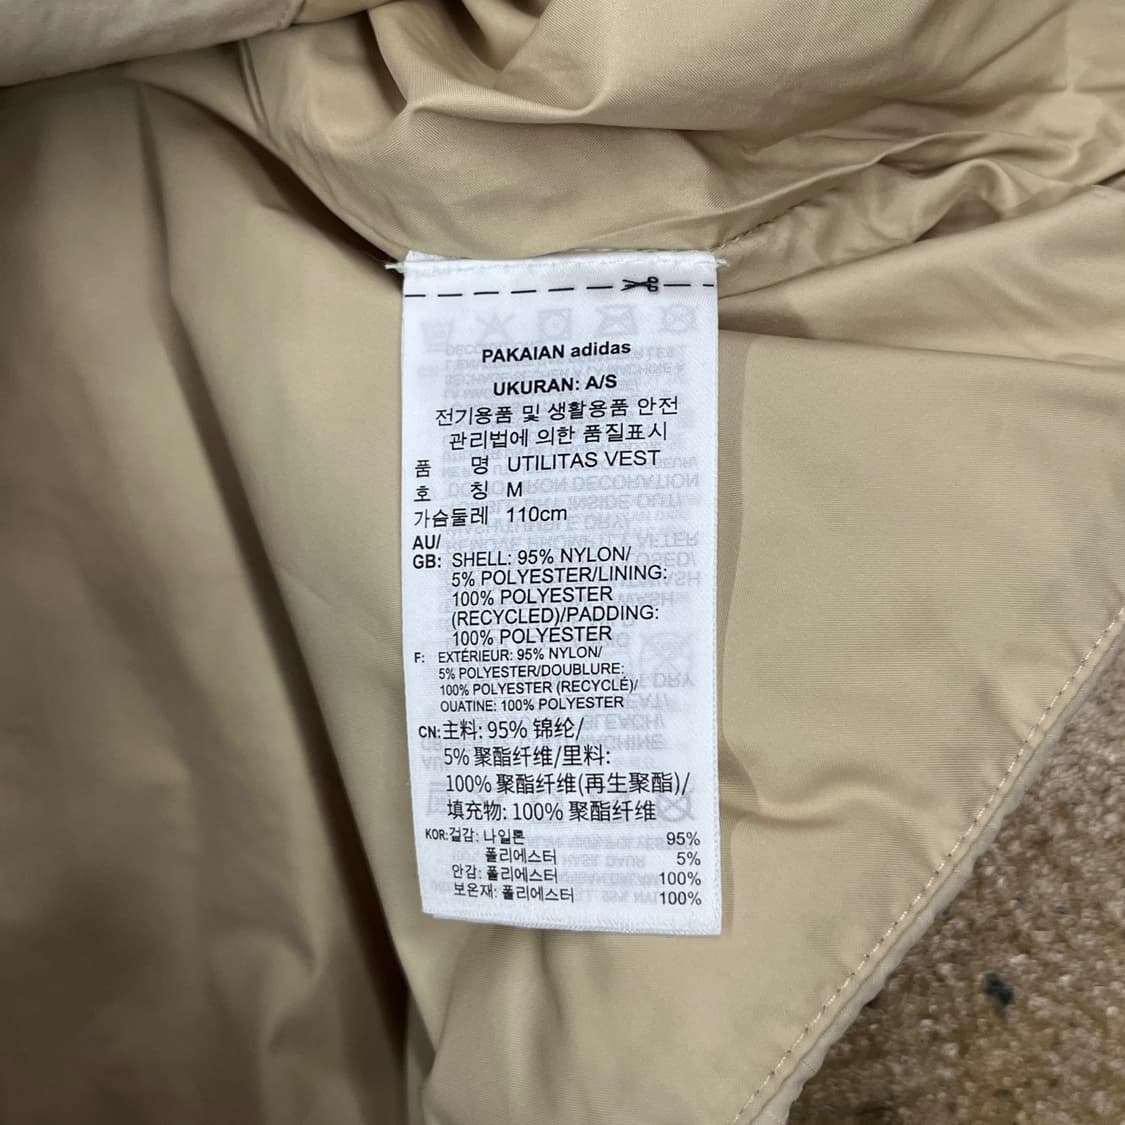 PAKAIAN adidas
UKURAN: A/S
전기용품 및 생활용품 안전
관리법에 의한 품질표시
품 명 UTILITAS VEST
호 칭 M
가슴둘레 110cm
AU/
GB: SHELL: 95% NYLON/
5% POLYESTER/LINING:
100% POLYESTER
(RECYCLED)/PADDING:
100% POLYESTER
F: EXTÉRIEUR: 95% NYLON/
5% POLYESTER/DOUBLURE:
100% POLYESTER (RECYCLÉ)/
OUATINE: 100% POLYESTER
CN: 主料: 95% 锦纶/
5% 聚酯纤维/里料:
100% 聚酯纤维(再生聚酯)/
填充物: 100% 聚酯纤维
KOR: 겉감: 나일론 95%
폴리에스터 5%
안감: 폴리에스터 100%
보온재: 폴리에스터 100%